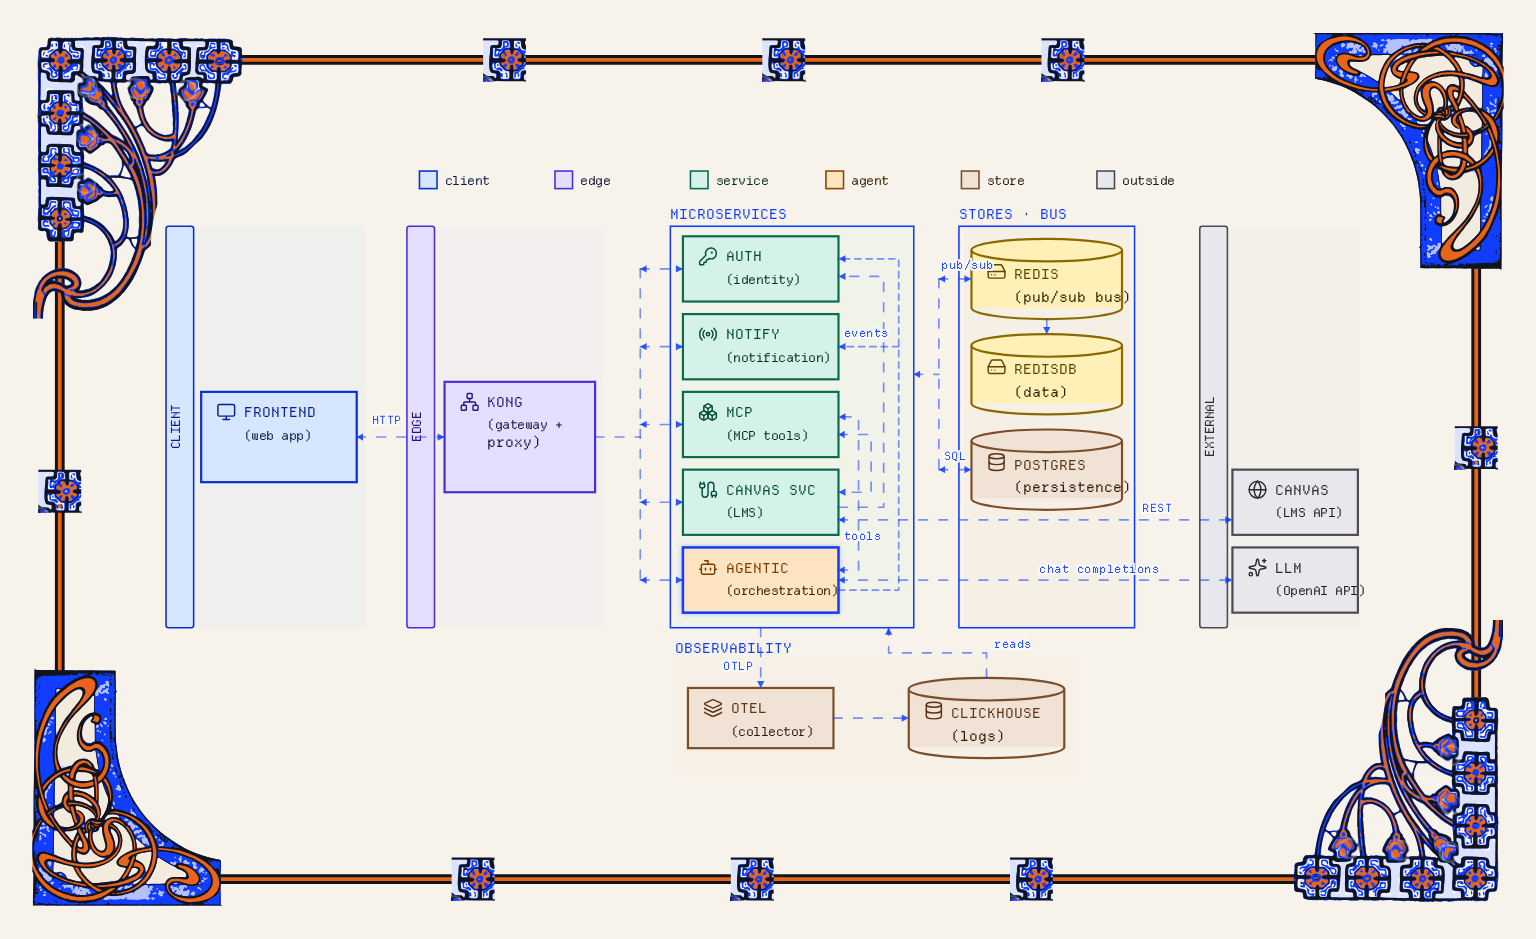 client
edge
service
agent
store
outside
MICROSERVICES
STORES · BUS
CLIENT
FRONTEND
(web app)
HTTP
EDGE
KONG
(gateway +
proxy)
AUTH
(identity)
NOTIFY
(notification)
MCP
(MCP tools)
CANVAS SVC
(LMS)
AGENTIC
(orchestration)
events
tools
pub/sub
REDIS
(pub/sub bus)
REDISDB
(data)
SQL
POSTGRES
(persistence)
REST
chat completions
EXTERNAL
CANVAS
(LMS API)
LLM
(OpenAI API)
OBSERVABILITY
OTLP
reads
OTEL
(collector)
CLICKHOUSE
(logs)